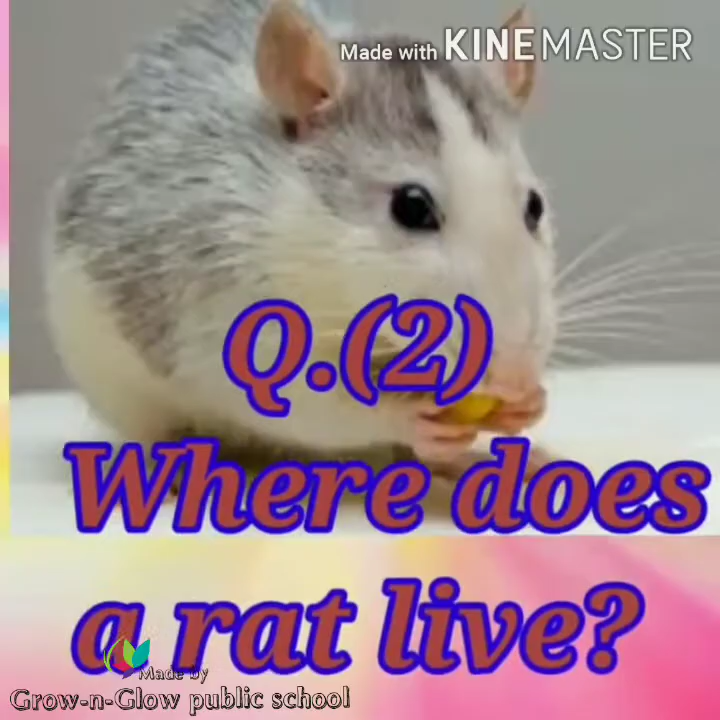 Made with KINEMASTER
Q.(2)
Where does
a rat live?
Made by
Grow-n-Glow public school